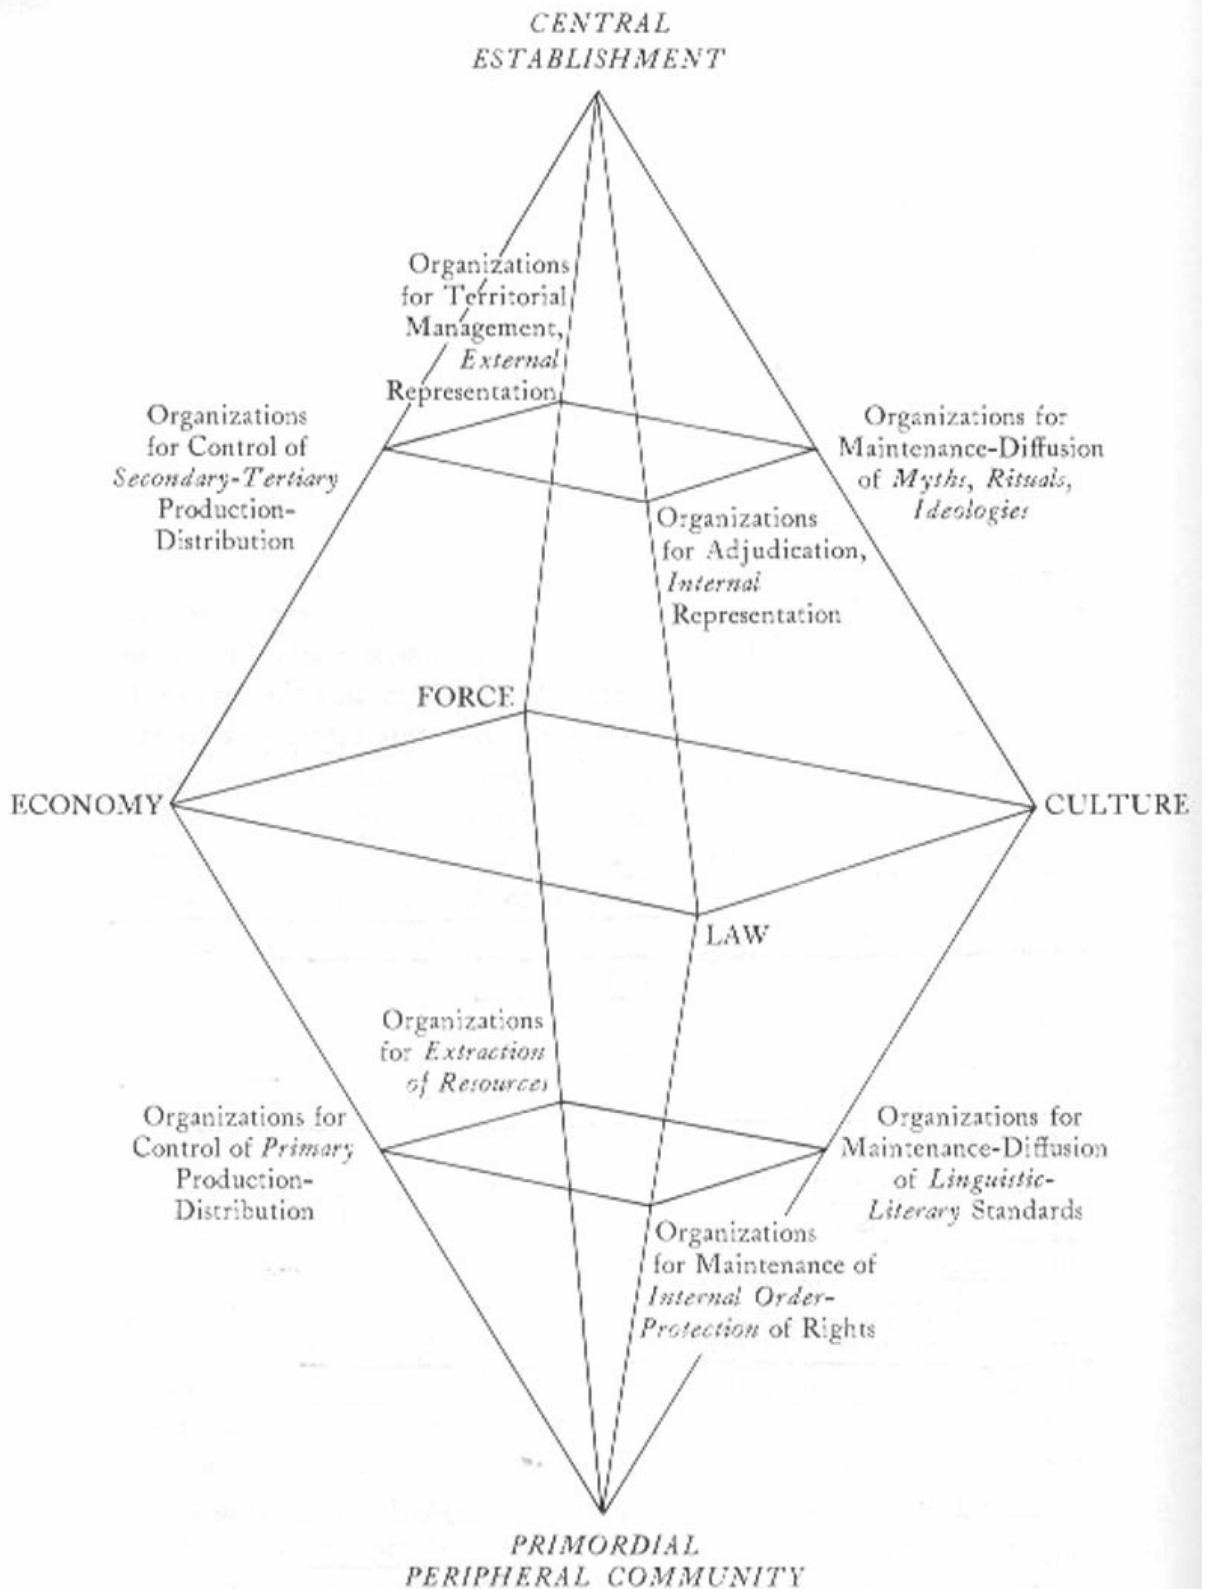 CENTRAL
ESTABLISHMENT
Organizations
for Territorial
Management,
External
Representation
Organizations
for Control of
Secondary-Tertiary
Production-
Distribution
Organizations for
Maintenance-Diffusion
of Myths, Rituals,
Ideologies
Organizations
for Adjudication,
Internal
Representation
FORCE
ECONOMY
CULTURE
LAW
Organizations
for Extraction
of Resources
Organizations for
Control of Primary
Production-
Distribution
Organizations for
Maintenance-Diffusion
of Linguistic-
Literary Standards
Organizations
for Maintenance of
Internal Order-
Protection of Rights
PRIMORDIAL
PERIPHERAL COMMUNITY